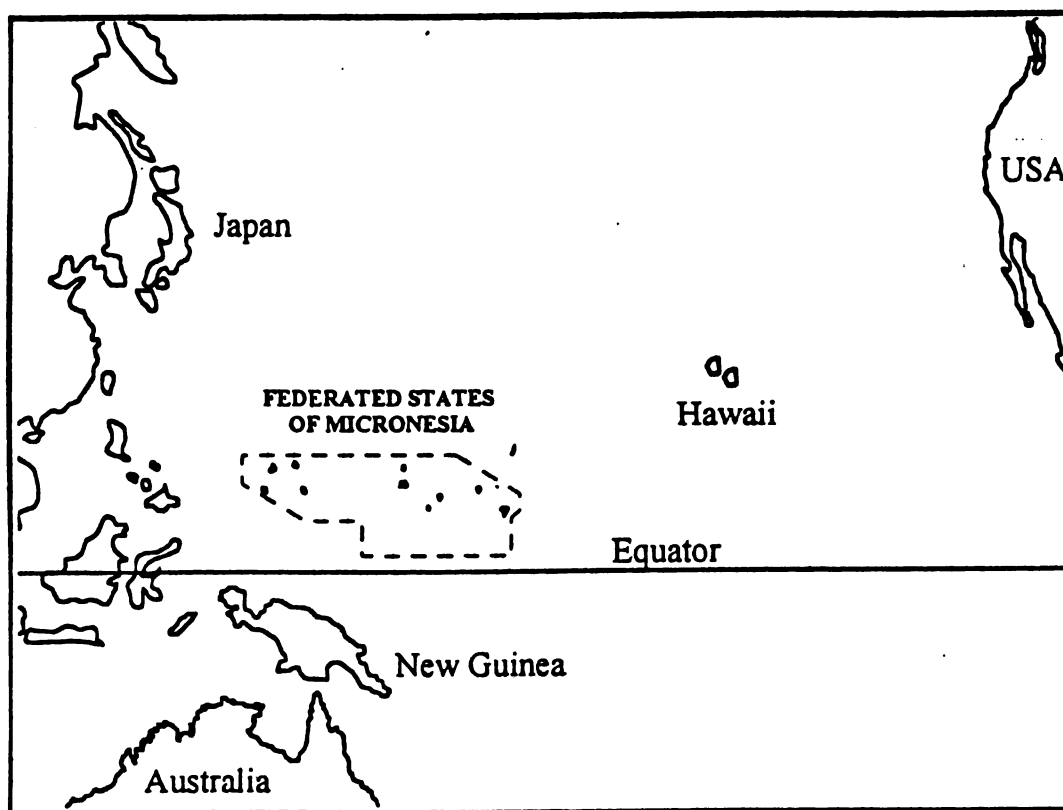 USA
Japan
FEDERATED STATES
OF MICRONESIA
Hawaii
Equator
New Guinea
Australia